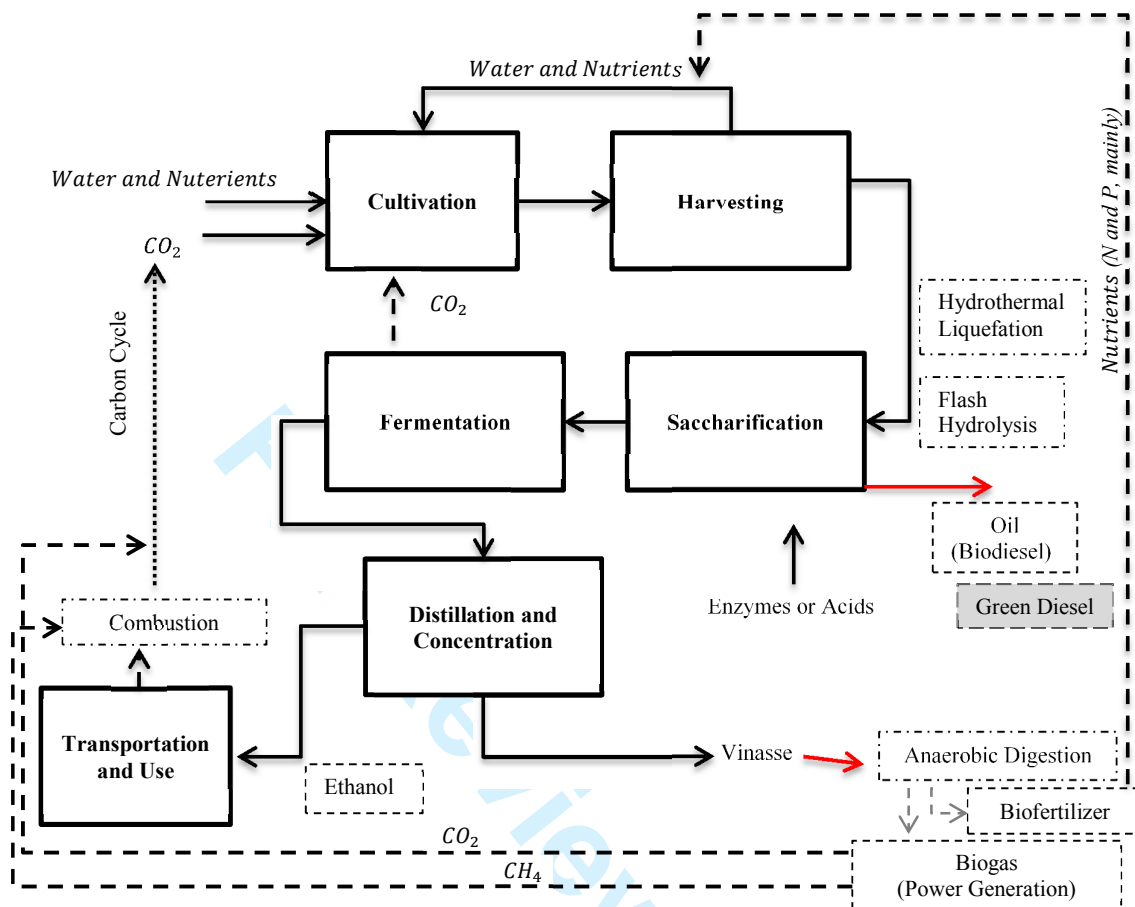 Water and Nutrients
Nutrients (N and P, mainly)
Water and Nuterients
Cultivation
Harvesting
CO2
CO2
Hydrothermal
Liquefation
Carbon Cycle
Flash
Hydrolysis
Fermentation
Saccharification
Oil
(Biodiesel)
Enzymes or Acids
Green Diesel
Combustion
Distillation and
Concentration
Transportation
and Use
Vinasse
Anaerobic Digestion
Ethanol
Biofertilizer
CO2
CH4
Biogas
(Power Generation)